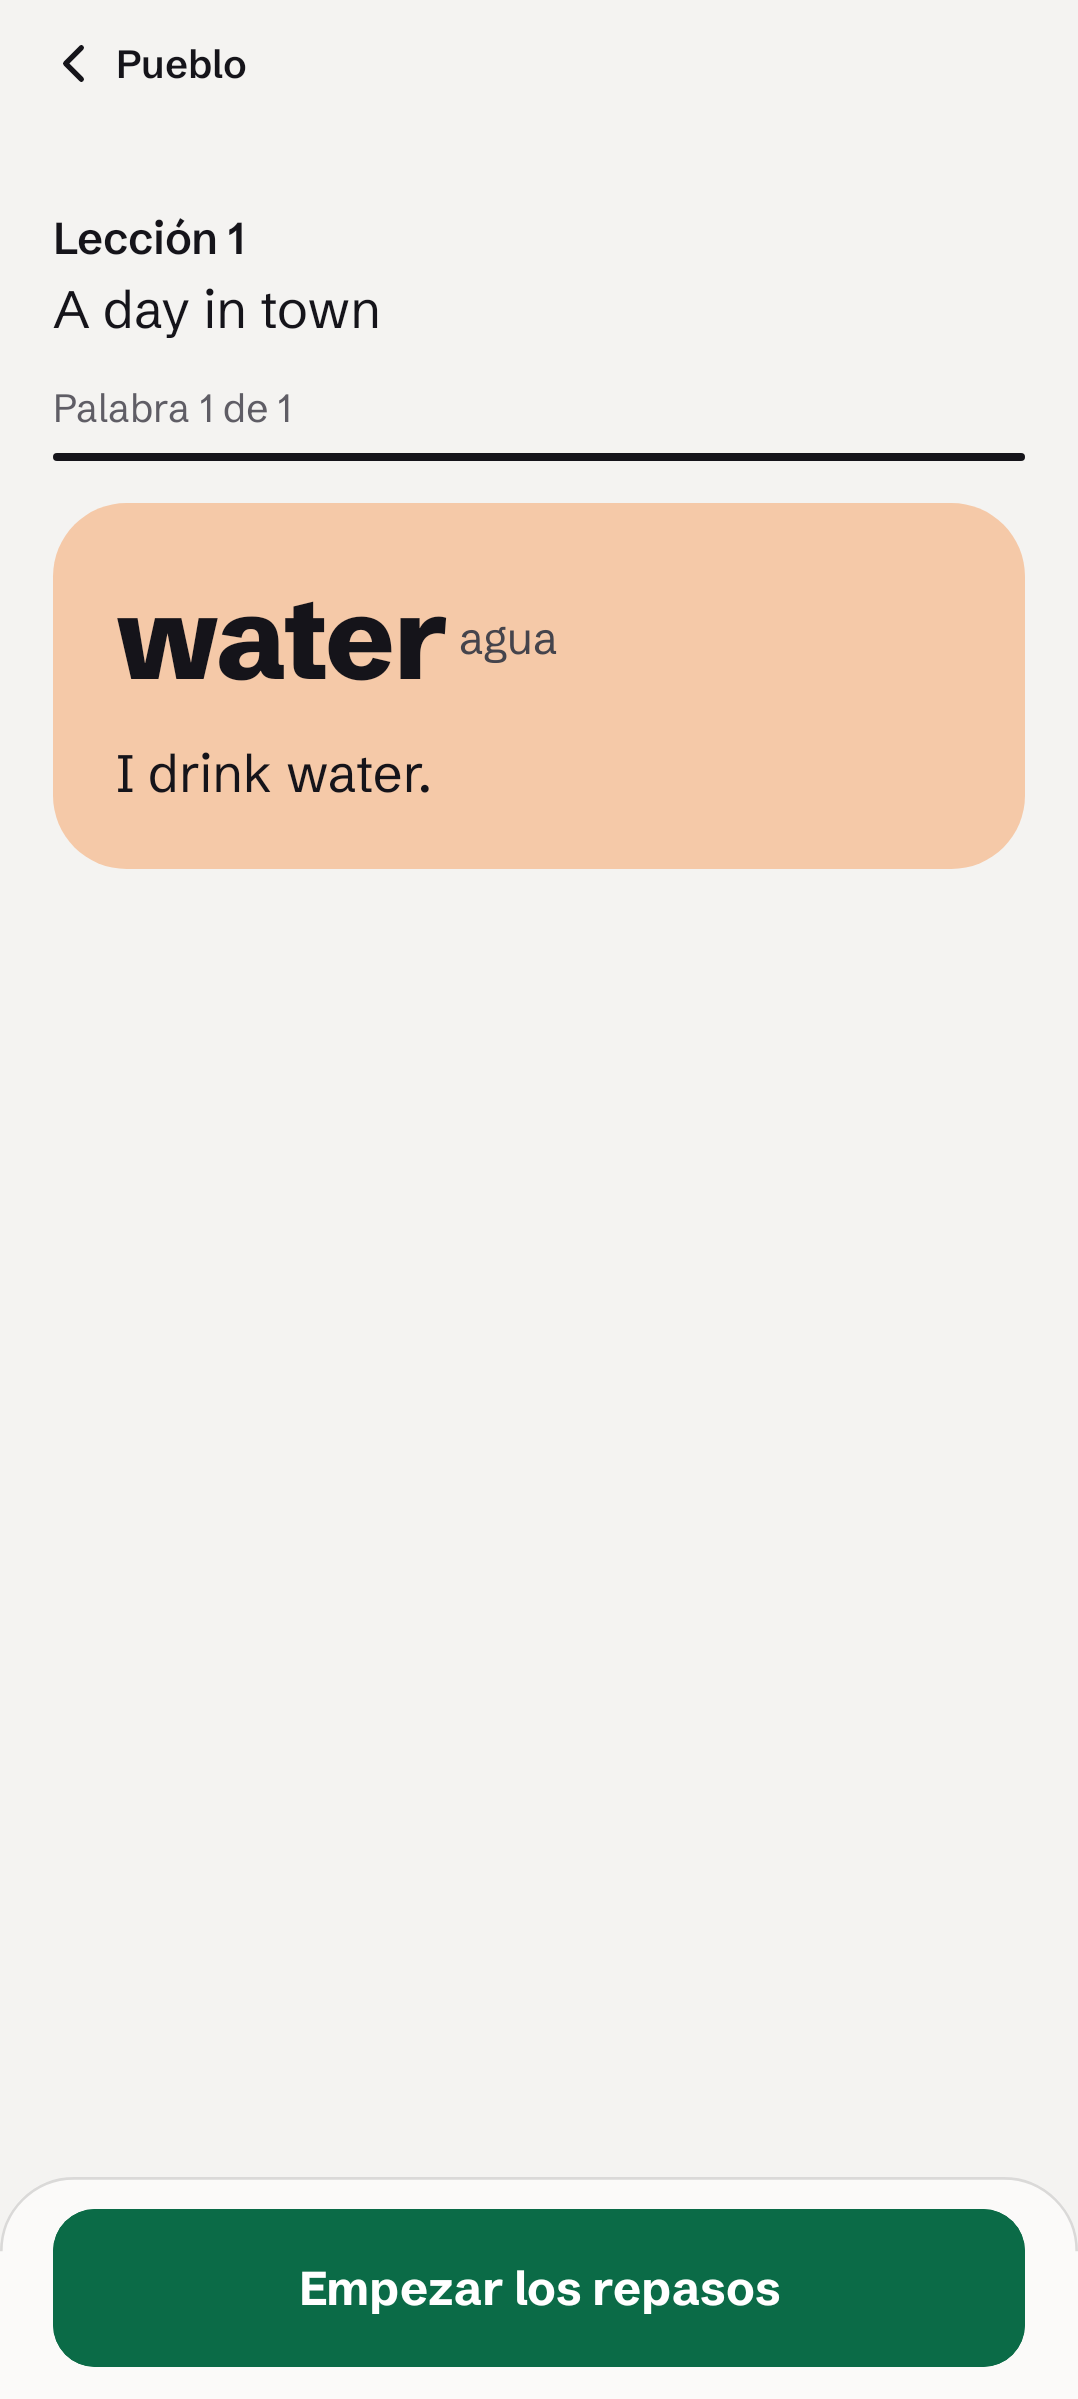 Pueblo
Lección 1
A day in town
Palabra 1 de 1
water agua
I drink water.
Empezar los repasos